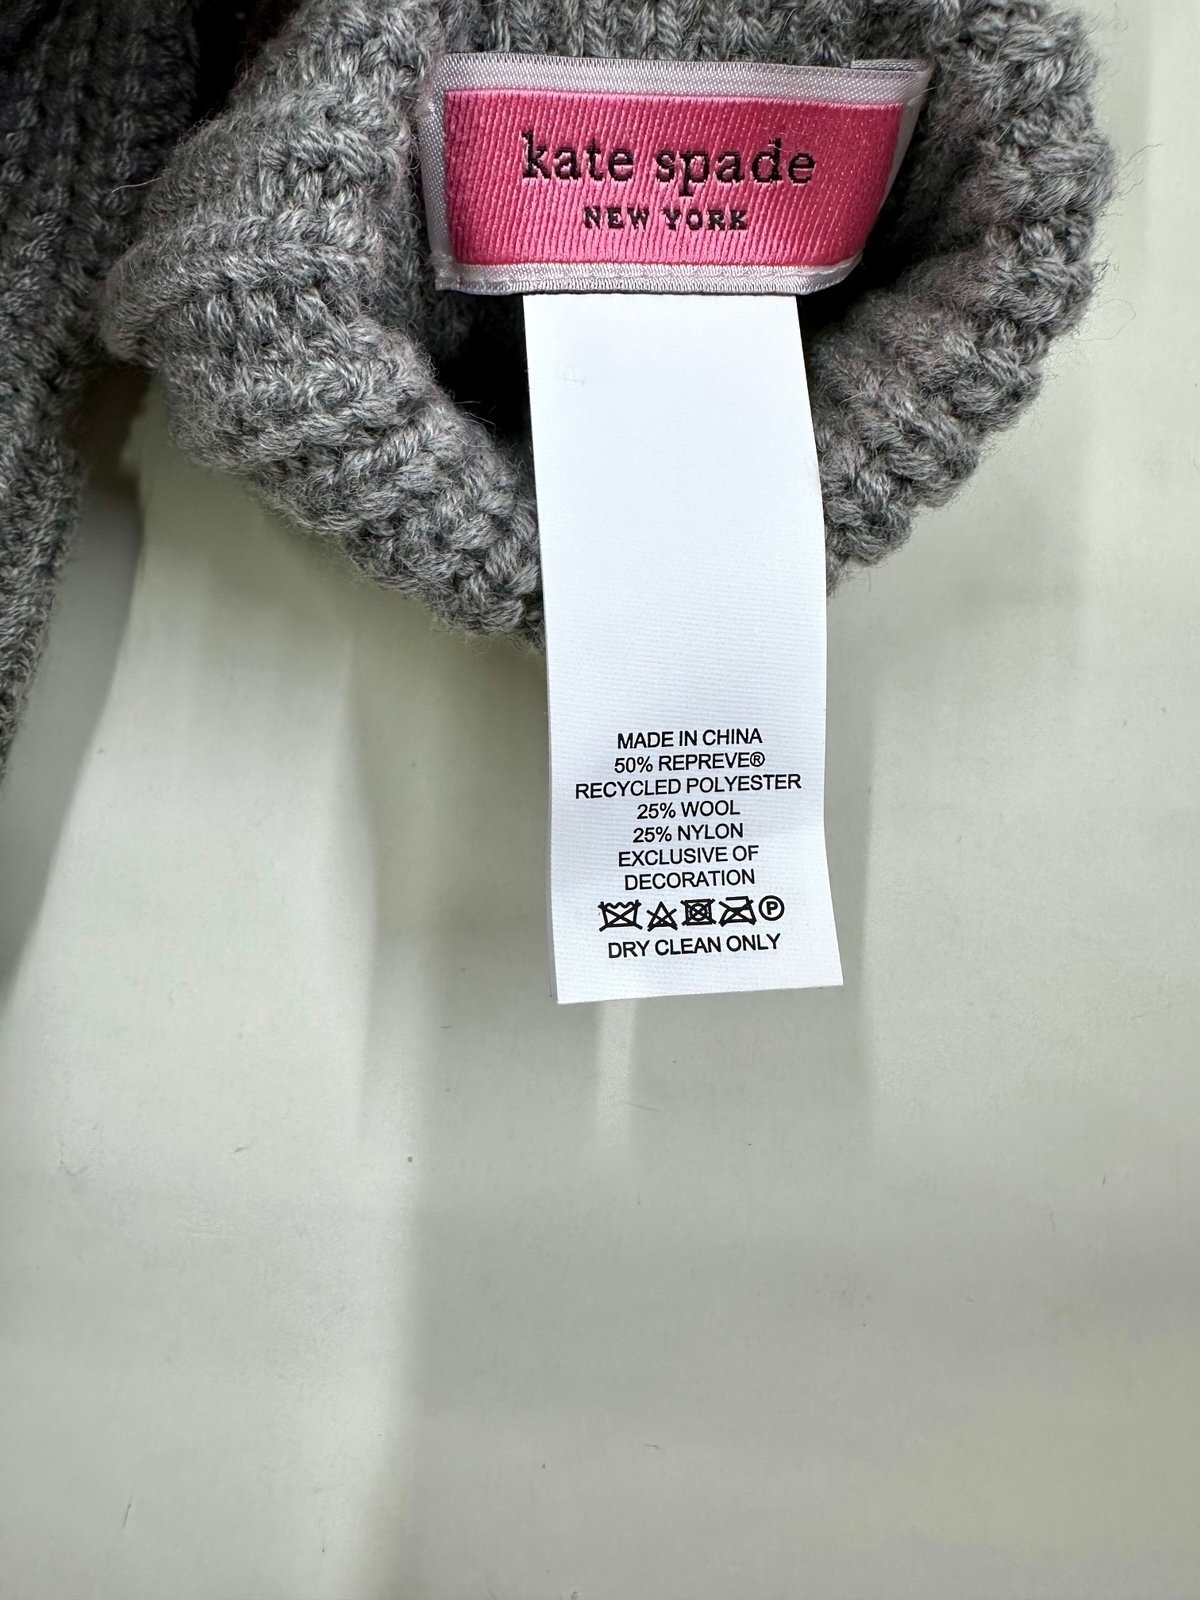 kate spade
NEW YORK
MADE IN CHINA
50% REPREVE®
RECYCLED POLYESTER
25% WOOL
25% NYLON
EXCLUSIVE OF
DECORATION
P
DRY CLEAN ONLY